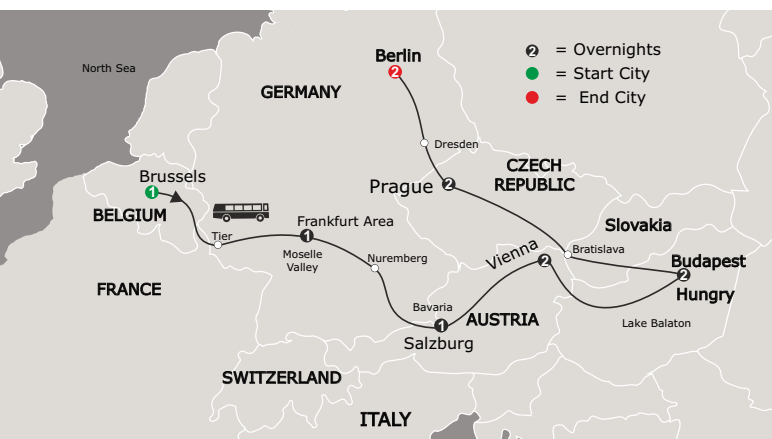 North Sea
Berlin
2
GERMANY
2 = Overnights
= Start City
= End City
Dresden
CZECH
REPUBLIC
Prague 2
Brussels
1
BELGIUM
Tier
Frankfurt Area
1
Moselle
Valley
Nuremberg
Slovakia
Bratislava
Vienna
2
Budapest
2
Hungry
FRANCE
Bavaria
1
Salzburg
AUSTRIA
Lake Balaton
SWITZERLAND
ITALY